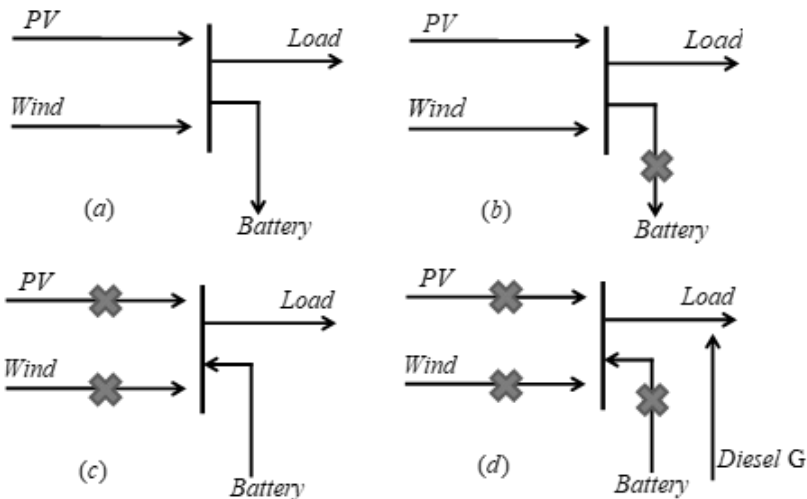 PV
Load
Wind
(a)
Battery
PV
Load
Wind
(b)
Battery
PV
Load
Wind
(c)
Battery
PV
Load
Wind
(d)
Diesel G
Battery